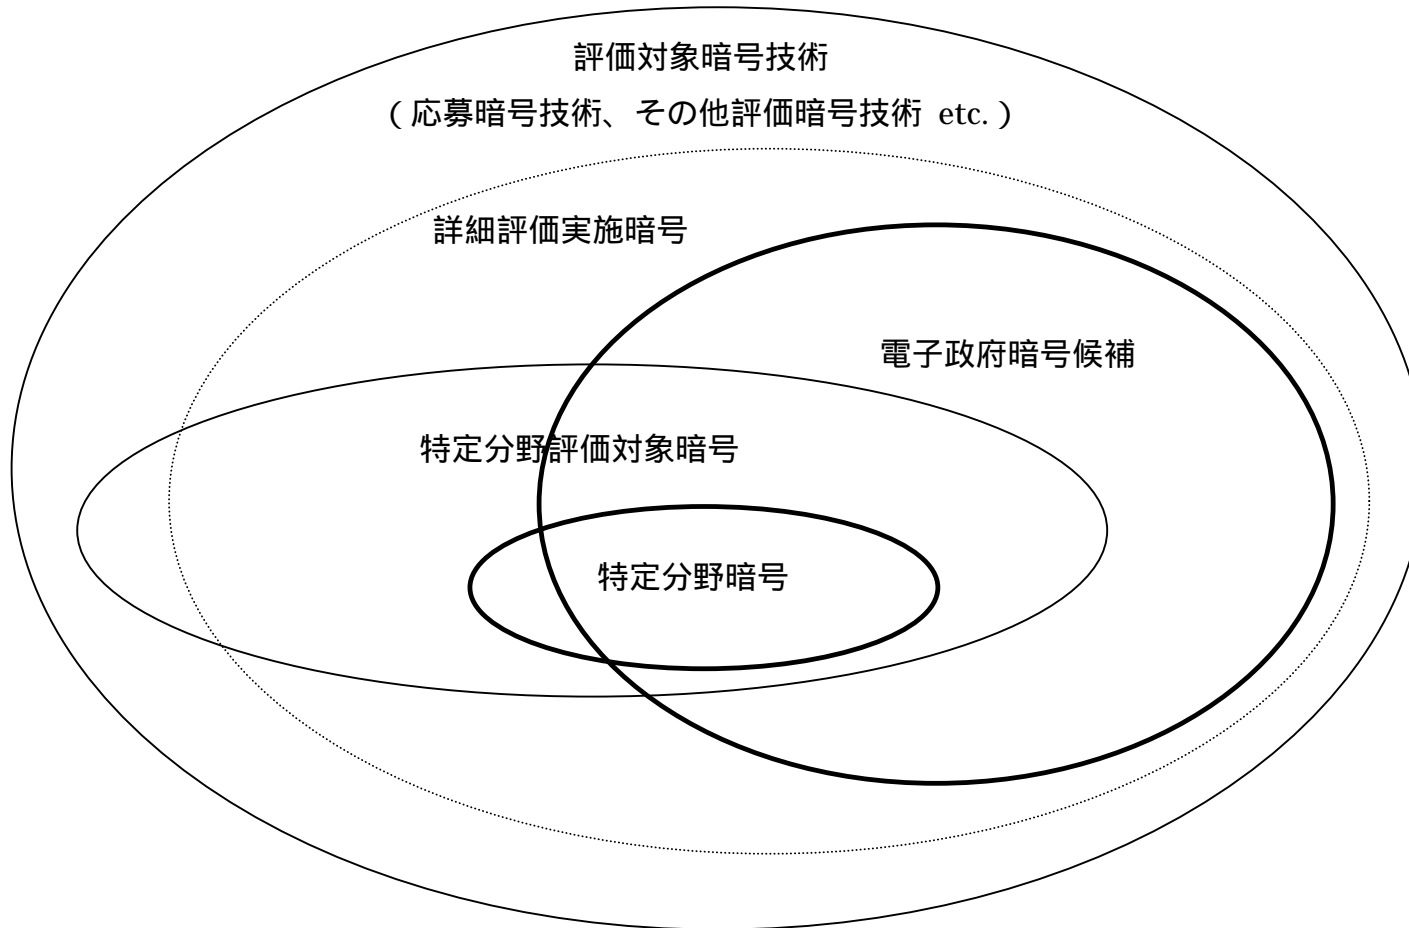 評価対象暗号技術
（応募暗号技術、その他評価暗号技術 etc.）
詳細評価実施暗号
電子政府暗号候補
特定分野評価対象暗号
特定分野暗号